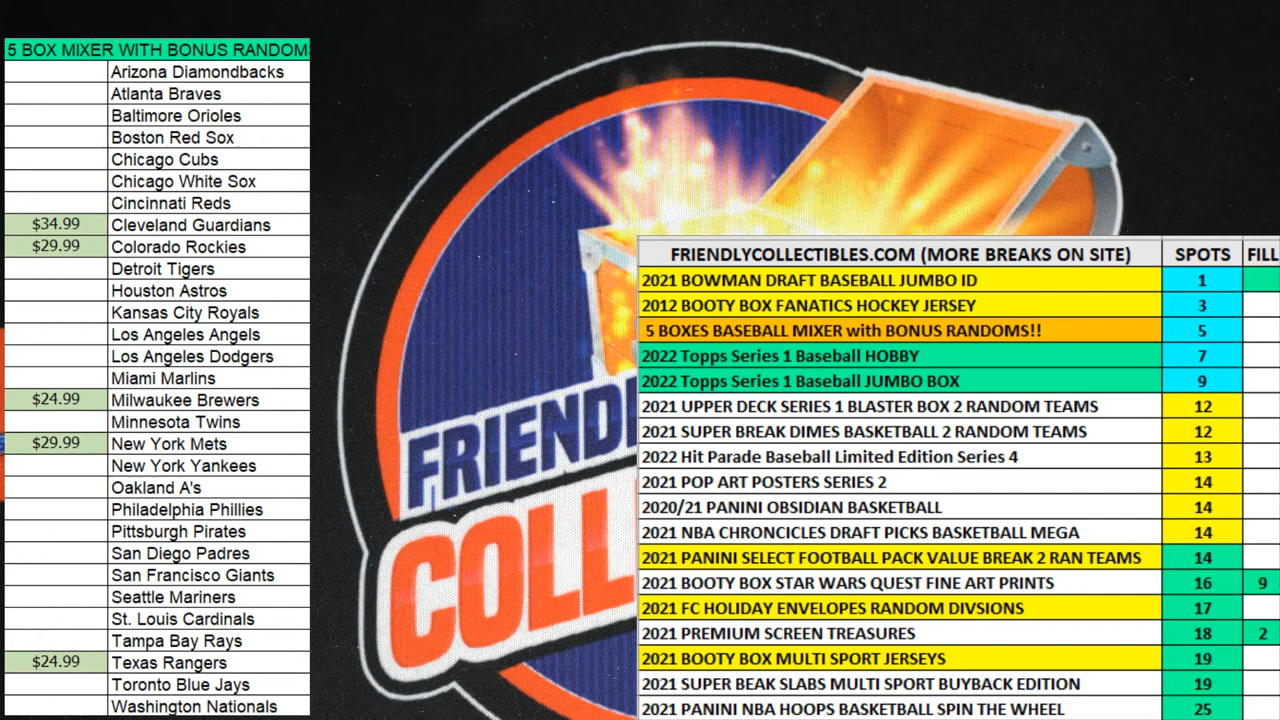 5 BOX MIXER WITH BONUS RANDOM
Arizona Diamondbacks
Atlanta Braves
Baltimore Orioles
Boston Red Sox
Chicago Cubs
Chicago White Sox
Cincinnati Reds
$34.99 Cleveland Guardians
$29.99 Colorado Rockies
Detroit Tigers
Houston Astros
Kansas City Royals
Los Angeles Angels
Los Angeles Dodgers
Miami Marlins
$24.99 Milwaukee Brewers
Minnesota Twins
$29.99 New York Mets
New York Yankees
Oakland A's
Philadelphia Phillies
Pittsburgh Pirates
San Diego Padres
San Francisco Giants
Seattle Mariners
St. Louis Cardinals
Tampa Bay Rays
$24.99 Texas Rangers
Toronto Blue Jays
Washington Nationals
FRIEND
COLL
FRIENDLYCOLLECTIBLES.COM (MORE BREAKS ON SITE) SPOTS FILL
2021 BOWMAN DRAFT BASEBALL JUMBO ID 1
2012 BOOTY BOX FANATICS HOCKEY JERSEY 3
5 BOXES BASEBALL MIXER with BONUS RANDOMS!! 5
2022 Topps Series 1 Baseball HOBBY 7
2022 Topps Series 1 Baseball JUMBO BOX 9
2021 UPPER DECK SERIES 1 BLASTER BOX 2 RANDOM TEAMS 12
2021 SUPER BREAK DIMES BASKETBALL 2 RANDOM TEAMS 12
2022 Hit Parade Baseball Limited Edition Series 4 13
2021 POP ART POSTERS SERIES 2 14
2020/21 PANINI OBSIDIAN BASKETBALL 14
2021 NBA CHRONCICLES DRAFT PICKS BASKETBALL MEGA 14
2021 PANINI SELECT FOOTBALL PACK VALUE BREAK 2 RAN TEAMS 14
2021 BOOTY BOX STAR WARS QUEST FINE ART PRINTS 16 9
2021 FC HOLIDAY ENVELOPES RANDOM DIVSIONS 17
2021 PREMIUM SCREEN TREASURES 18 2
2021 BOOTY BOX MULTI SPORT JERSEYS 19
2021 SUPER BEAK SLABS MULTI SPORT BUYBACK EDITION 19
2021 PANINI NBA HOOPS BASKETBALL SPIN THE WHEEL 25